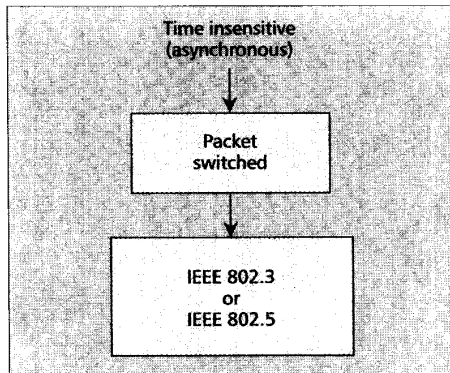 Time insensitive
(asynchronous)
Packet
switched
IEEE 802.3
or
IEEE 802.5